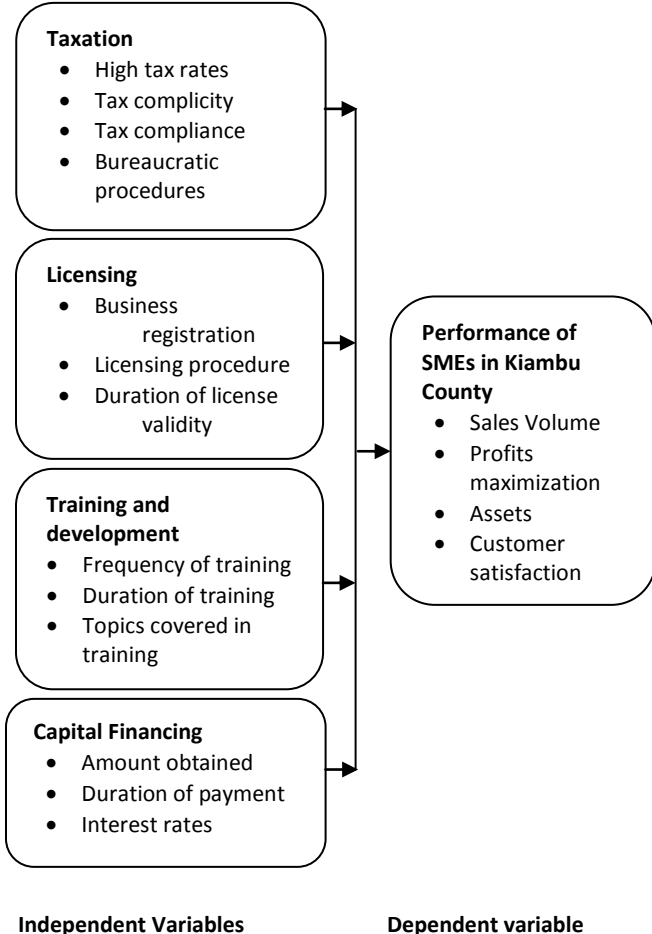 Taxation
• High tax rates
• Tax complicity
• Tax compliance
• Bureaucratic
procedures
Licensing
• Business
registration
• Licensing procedure
• Duration of license
validity
Training and
development
• Frequency of training
• Duration of training
• Topics covered in
training
Capital Financing
• Amount obtained
• Duration of payment
• Interest rates
Performance of
SMEs in Kiambu
County
• Sales Volume
• Profits
maximization
• Assets
• Customer
satisfaction
Independent Variables
Dependent variable